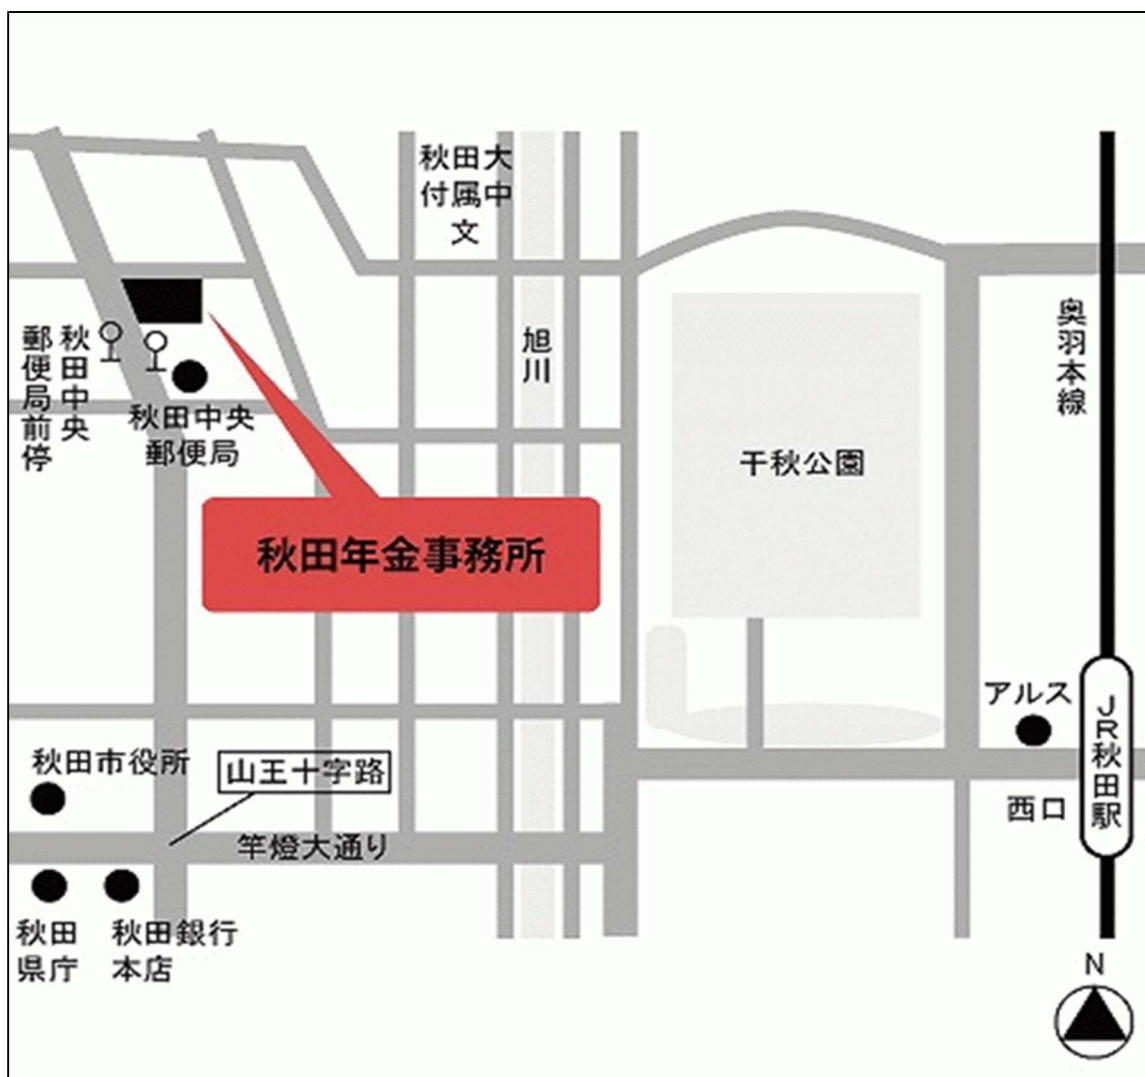 秋田大
付属中
文
奥羽本線
旭川
秋田中央
郵便局前停
秋田中央
郵便局
千秋公園
秋田年金事務所
アルス
JR秋田駅
秋田市役所
山王十字路
西口
竿燈大通り
秋田
県庁
秋田銀行
本店
N